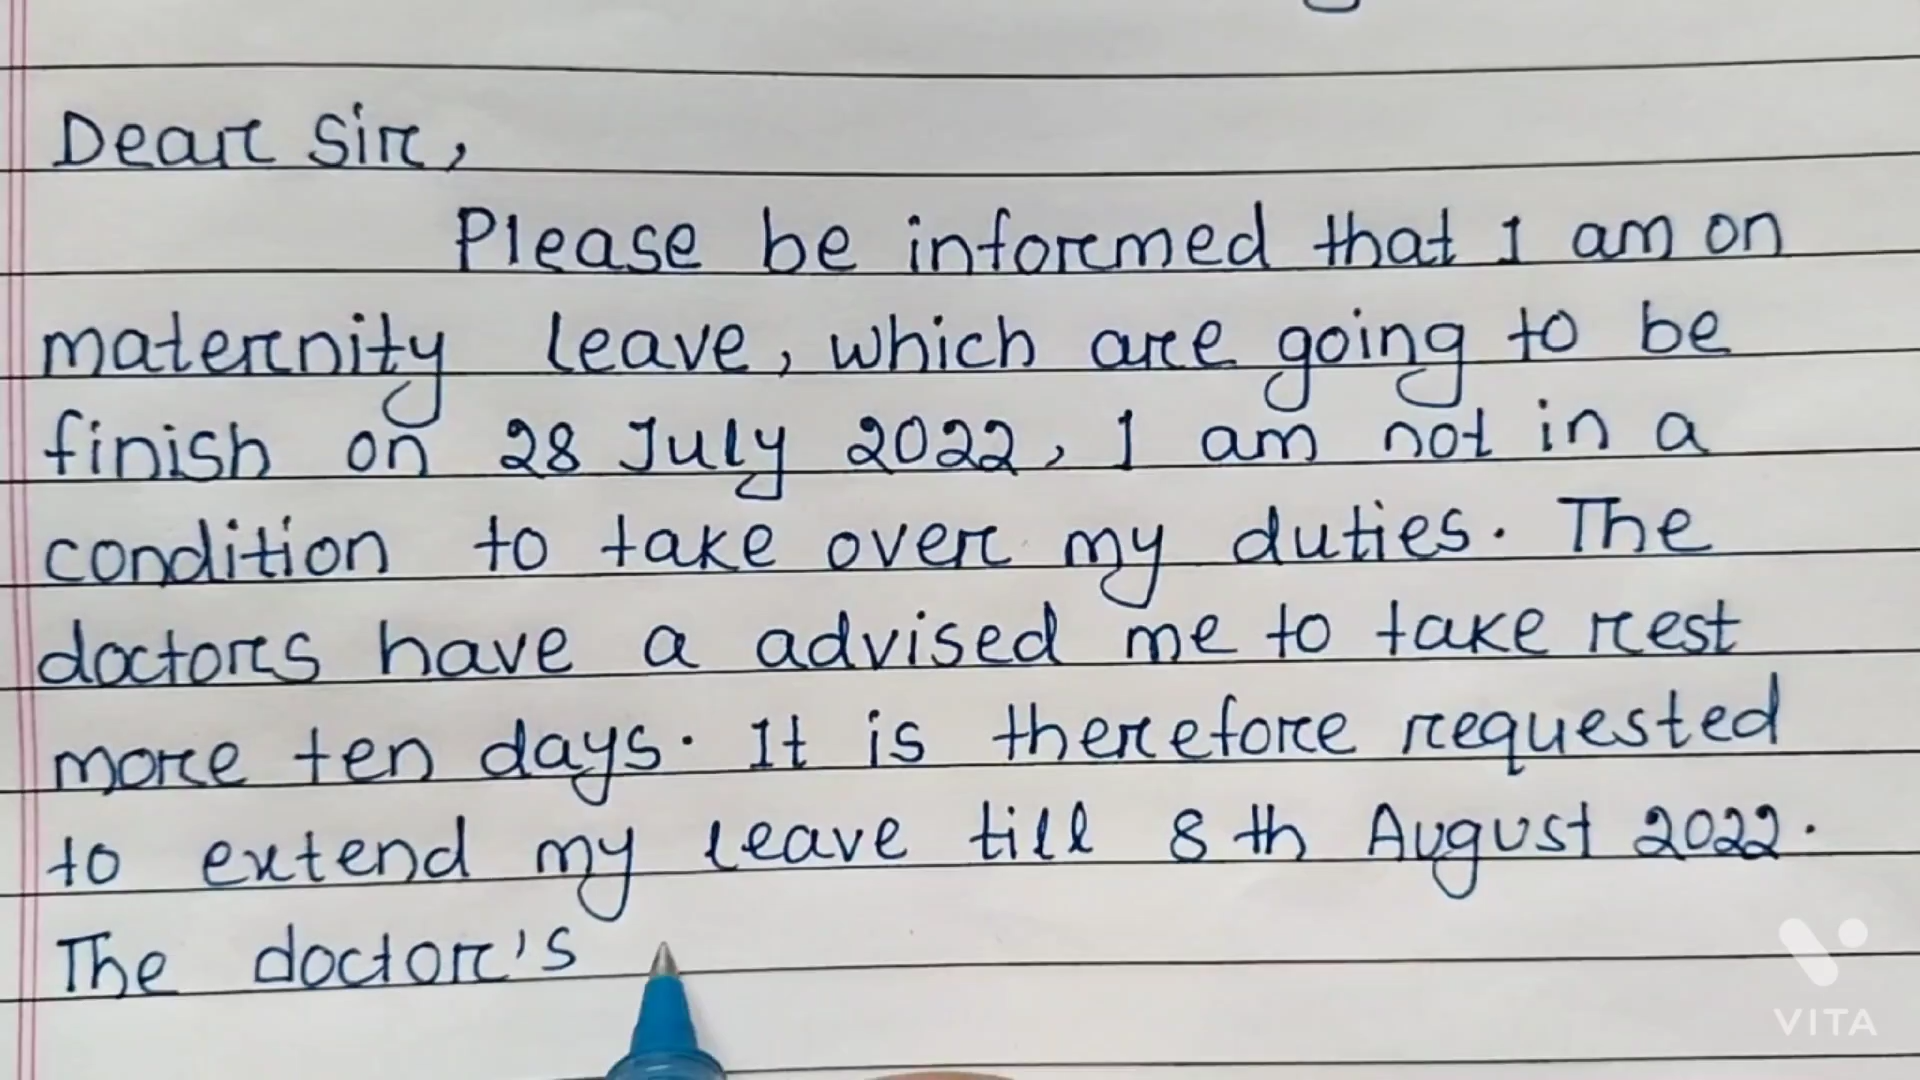 Dear Sir,
Please be informed that I am on
maternity leave, which are going to be
finish on 28 July 2022, I am not in a
condition to take over my duties. The
doctors have a advised me to take rest
more ten days. It is therefore requested
to extend my leave till 8 th August 2022.
The doctor's
VITA